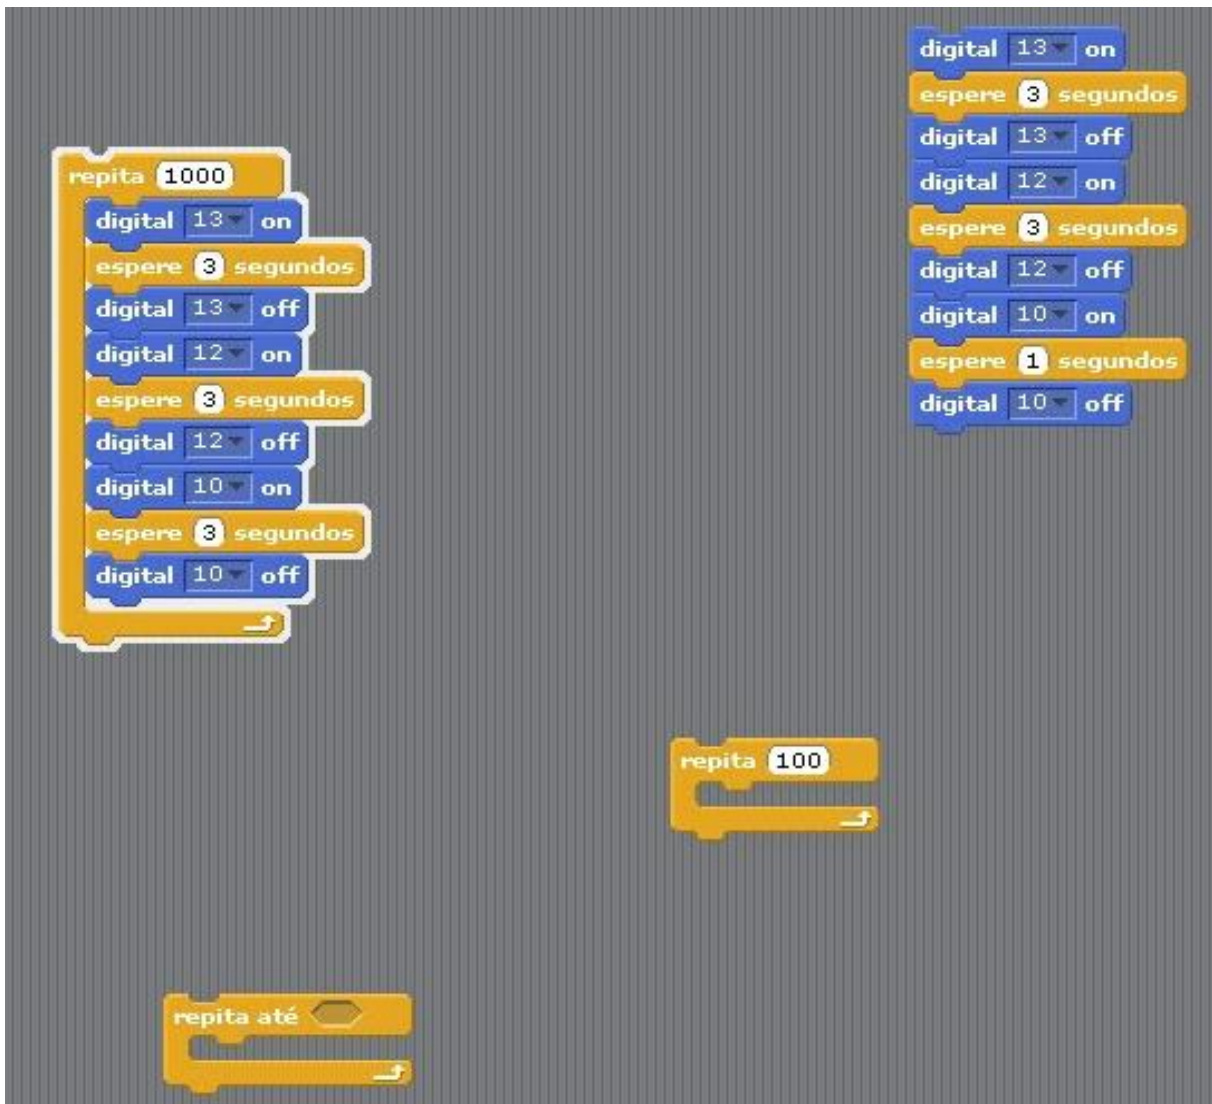 repita 1000
digital 13 on
espere 3 segundos
digital 13 off
digital 12 on
espere 3 segundos
digital 12 off
digital 10 on
espere 3 segundos
digital 10 off
digital 13 on
espere 3 segundos
digital 13 off
digital 12 on
espere 3 segundos
digital 12 off
digital 10 on
espere 1 segundos
digital 10 off
repita 100
repita até